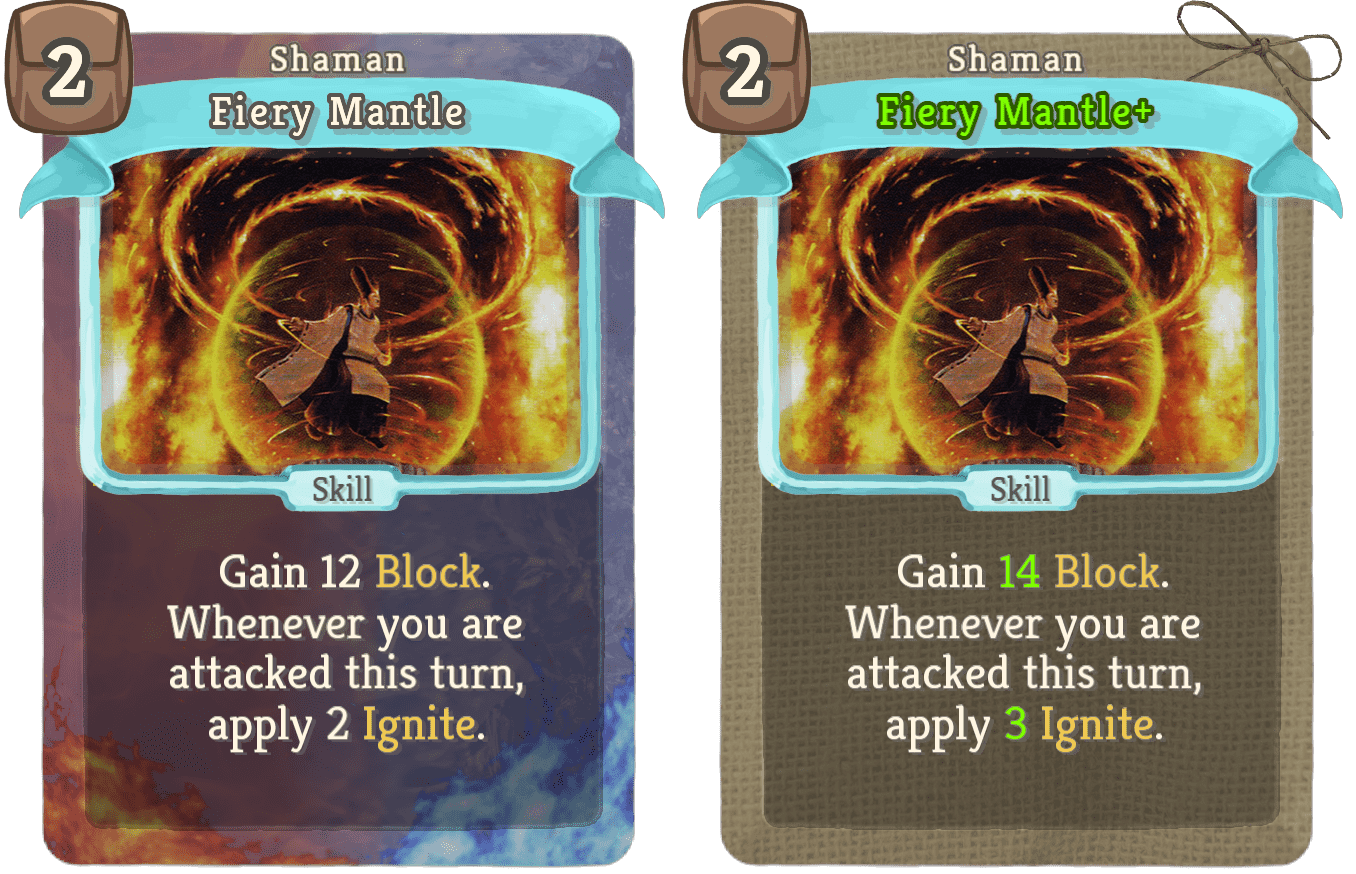 2
Shaman
Fiery Mantle
Skill
Gain 12 Block.
Whenever you are
attacked this turn,
apply 2 Ignite.
2
Shaman
Fiery Mantle+
Skill
Gain 14 Block.
Whenever you are
attacked this turn,
apply 3 Ignite.